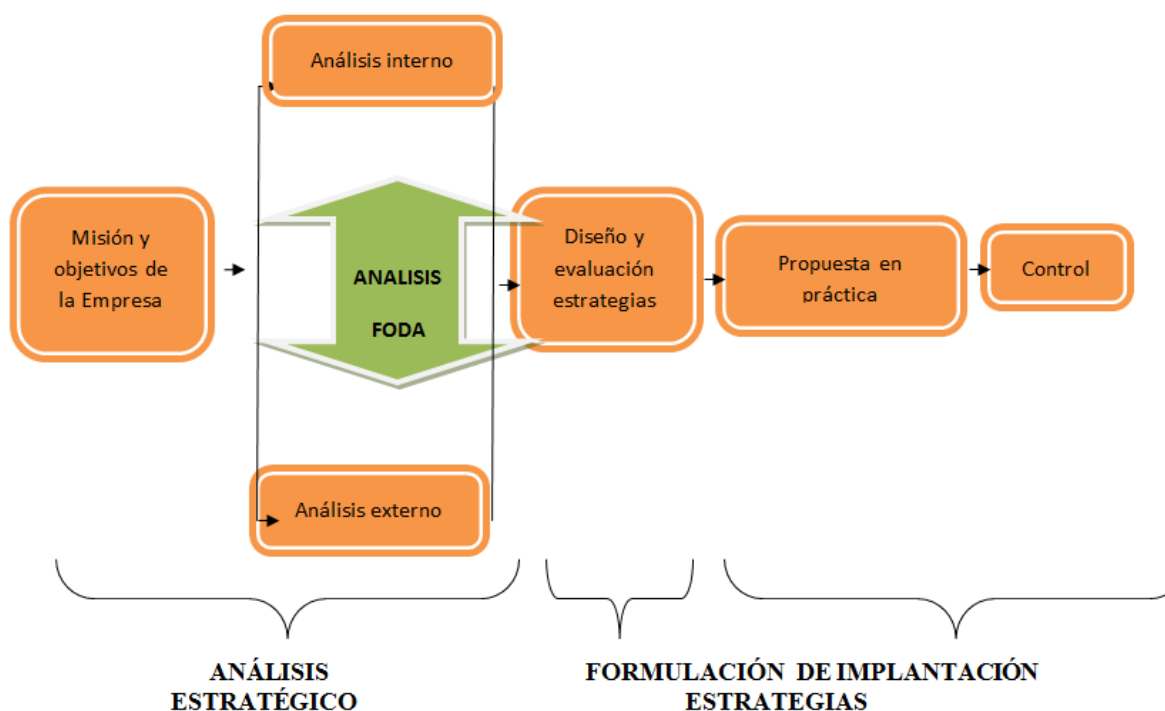 Análisis interno
Misión y
objetivos de
la Empresa
ANALISIS
FODA
Diseño y
evaluación
estrategias
Propuesta en
práctica
Control
Análisis externo
ANÁLISIS
ESTRATÉGICO
FORMULACIÓN DE IMPLANTACIÓN
ESTRATEGIAS